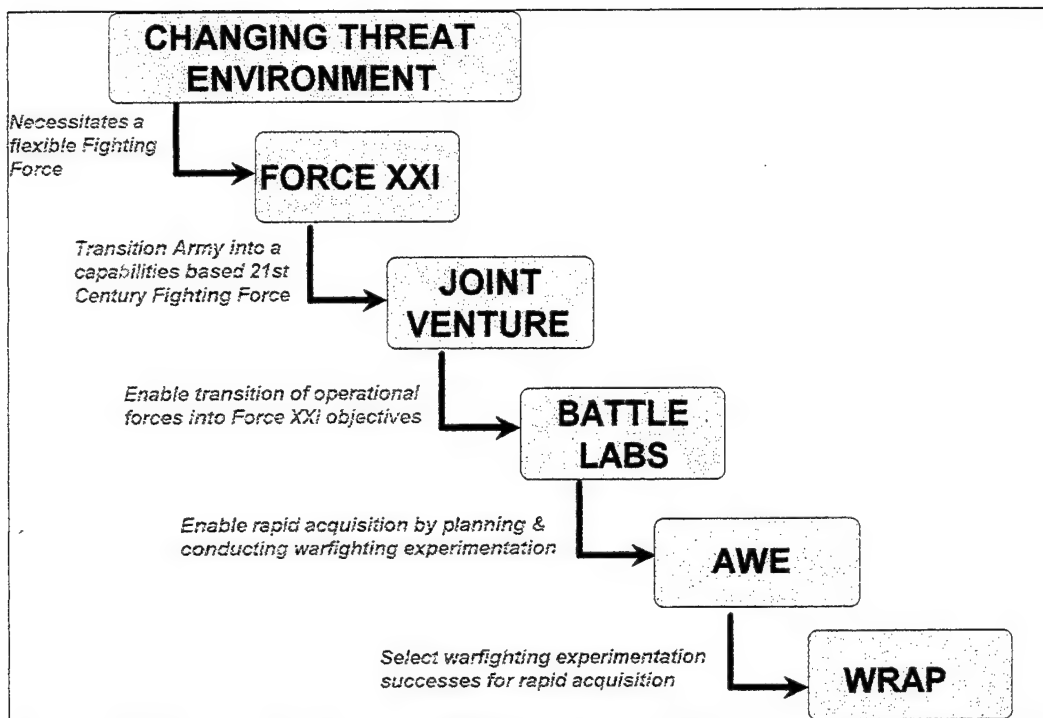 CHANGING THREAT
ENVIRONMENT
Necessitates a
flexible Fighting
Force
FORCE XXI
Transition Army into a
capabilities based 21st
Century Fighting Force
JOINT
VENTURE
Enable transition of operational
forces into Force XXI objectives
BATTLE
LABS
Enable rapid acquisition by planning &
conducting warfighting experimentation
AWE
Select warfighting experimentation
successes for rapid acquisition
WRAP